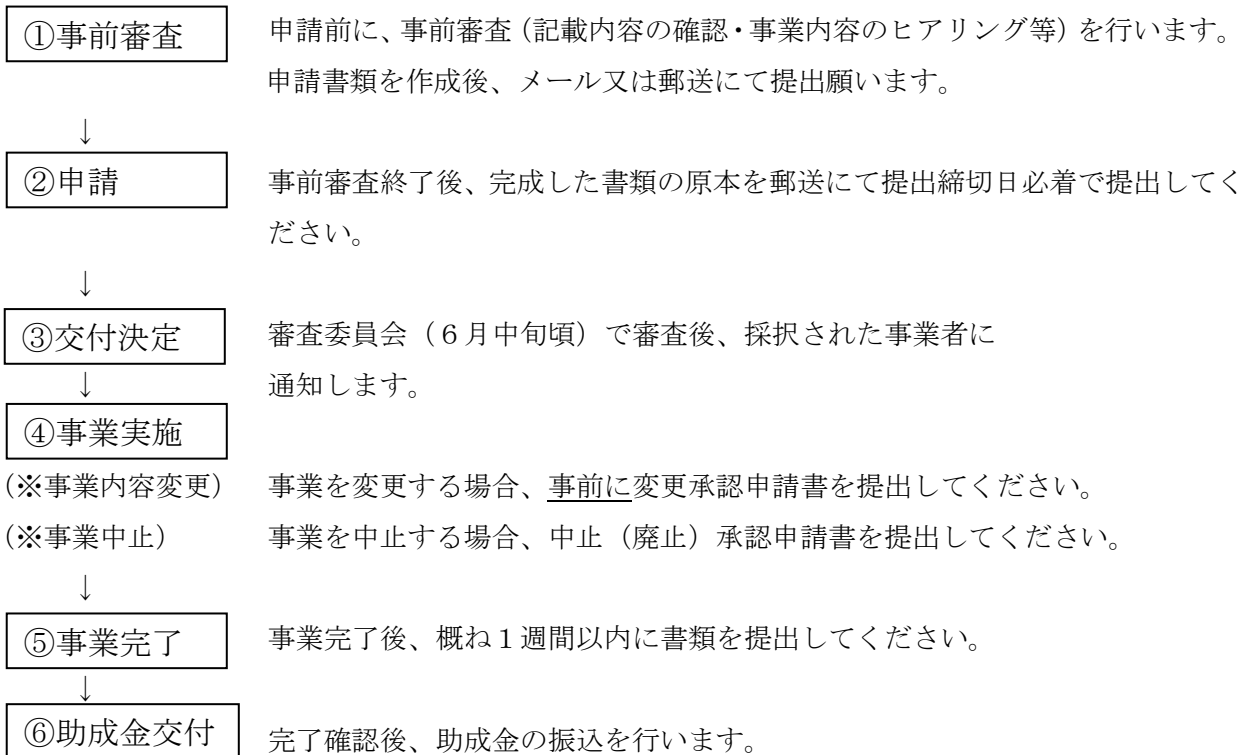 ①事前審査 申請前に、事前審査（記載内容の確認・事業内容のヒアリング等）を行います。
申請書類を作成後、メール又は郵送にて提出願います。
↓
②申請 事前審査終了後、完成した書類の原本を郵送にて提出締切日必着で提出してく
ださい。
↓
③交付決定 審査委員会（６月中旬頃）で審査後、採択された事業者に
↓ 通知します。
④事業実施
(※事業内容変更) 事業を変更する場合、事前に変更承認申請書を提出してください。
(※事業中止) 事業を中止する場合、中止（廃止）承認申請書を提出してください。
↓
⑤事業完了 事業完了後、概ね１週間以内に書類を提出してください。
↓
⑥助成金交付 完了確認後、助成金の振込を行います。